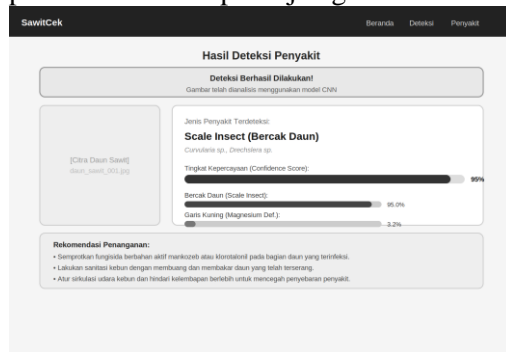 SawitCek Beranda Deteksi Penyakit
Hasil Deteksi Penyakit
Deteksi Berhasil Dilakukan!
Gambar telah dianalisis menggunakan model CNN
[Citra Daun Sawit]
daun_sawit_001.jpg
Jenis Penyakit Terdeteksi:
Scale Insect (Bercak Daun)
Curvularia sp., Drechslera sp.
Tingkat Kepercayaan (Confidence Score):
95%
Bercak Daun (Scale Insect):
95.0%
Garis Kuning (Magnesium Def.):
3.2%
Rekomendasi Penanganan:
• Semprotkan fungisida berbahan aktif mankozeb atau klorotalonil pada bagian daun yang terinfeksi.
• Lakukan sanitasi kebun dengan membuang dan membakar daun yang telah terserang.
• Atur sirkulasi udara kebun dan hindari kelembapan berlebih untuk mencegah penyebaran penyakit.